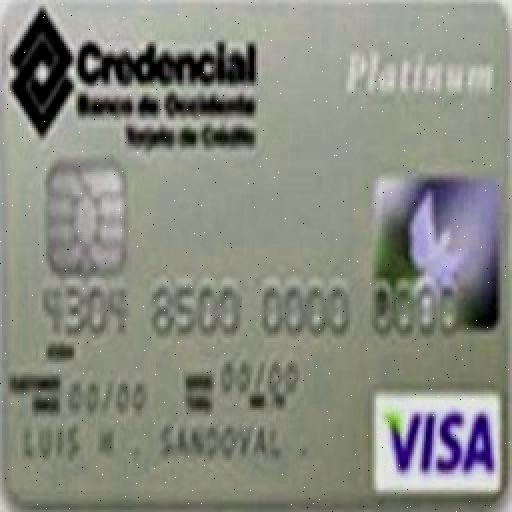 Credencial
Platinum
Banco de Occidente
Tarjeta de Crédito
4304 8500 0000 0000
00/00 00/00
LUIS H. SANDOVAL.
VISA